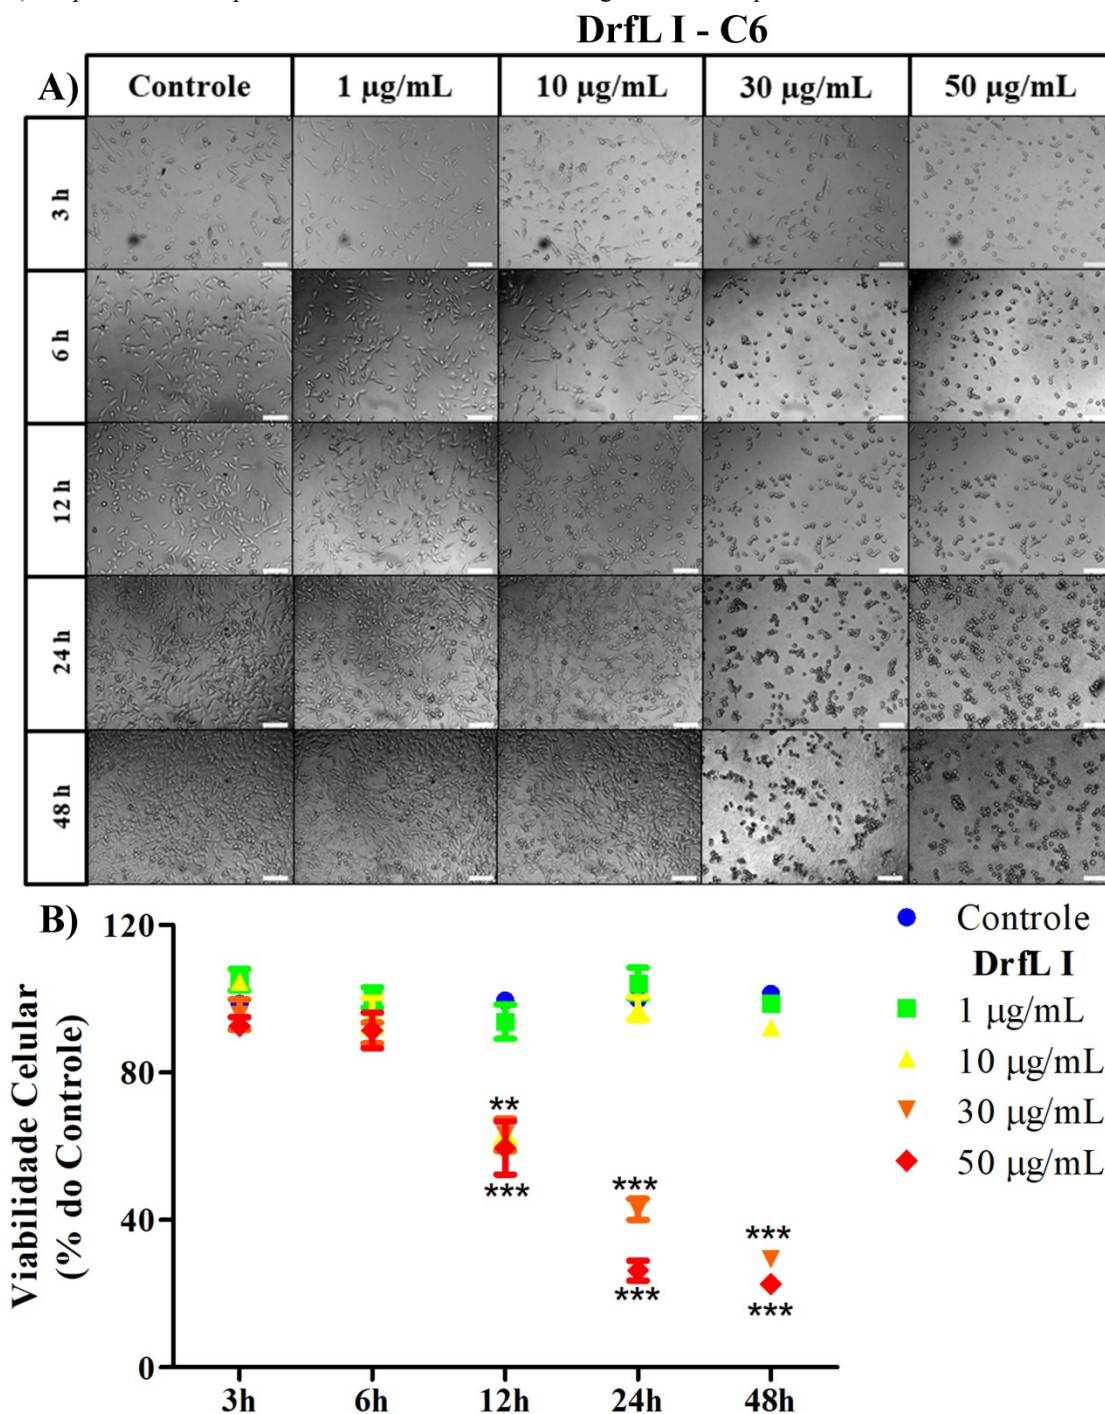 DrfL I - C6
A) Controle 1 µg/mL 10 µg/mL 30 µg/mL 50 µg/mL
3 h
6 h
12 h
24 h
48 h
B)
120
80
40
0
Viabilidade Celular
(% do Controle)
**
***
***
***
***
***
3h 6h 12h 24h 48h
Controle
DrfL I
1 µg/mL
10 µg/mL
30 µg/mL
50 µg/mL